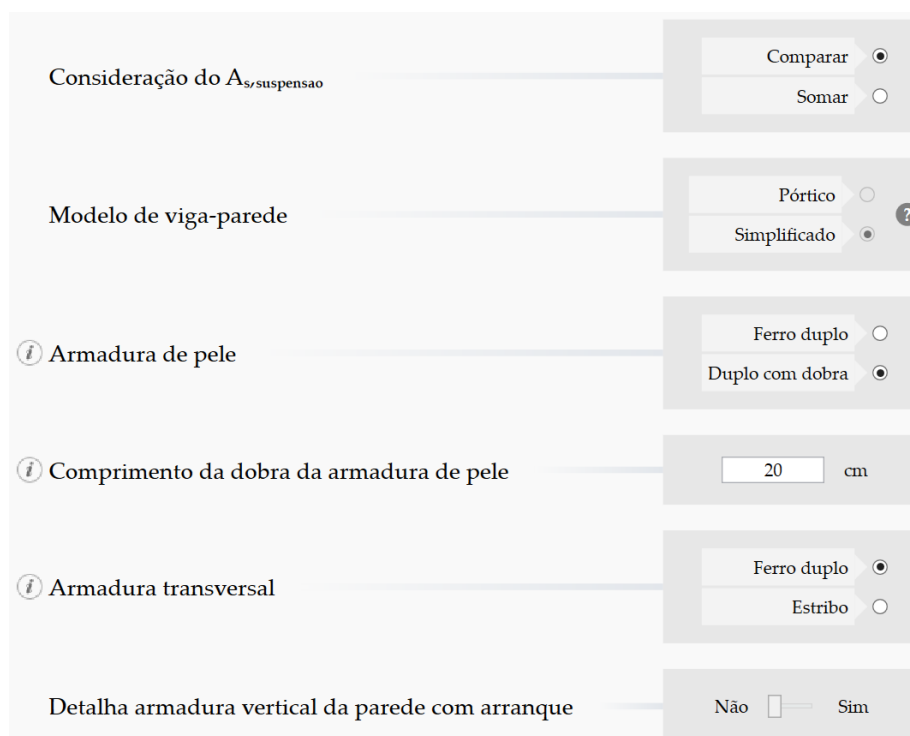 Comparar
Consideração do As,suspensao
Somar
Pórtico
Modelo de viga-parede
?
Simplificado
Ferro duplo
i Armadura de pele
Duplo com dobra
i Comprimento da dobra da armadura de pele 20 cm
Ferro duplo
i Armadura transversal
Estribo
Detalha armadura vertical da parede com arranque Não Sim